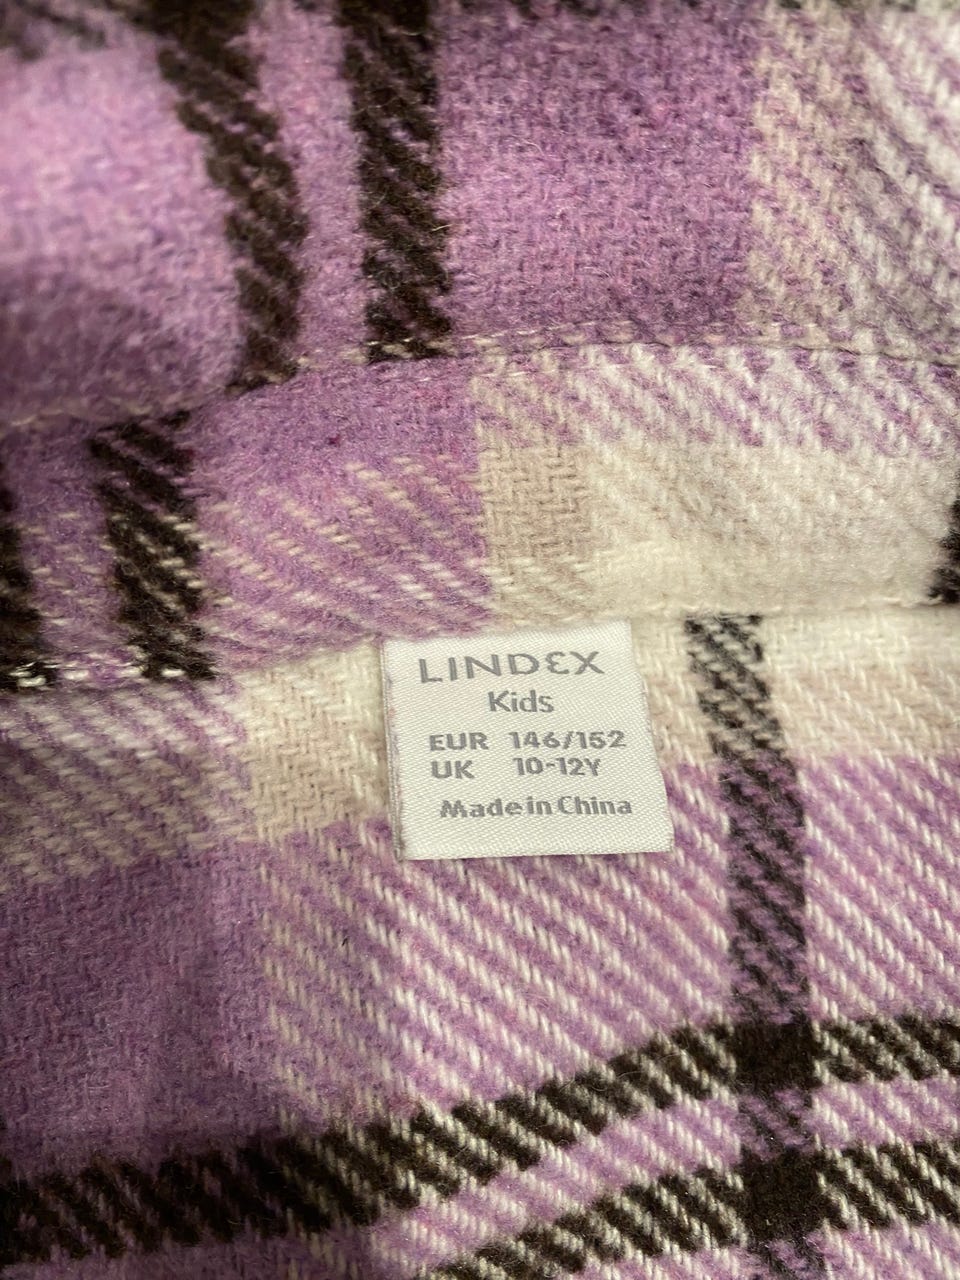 LINDEX
Kids
EUR 146/152
UK 10-12Y
Made in China